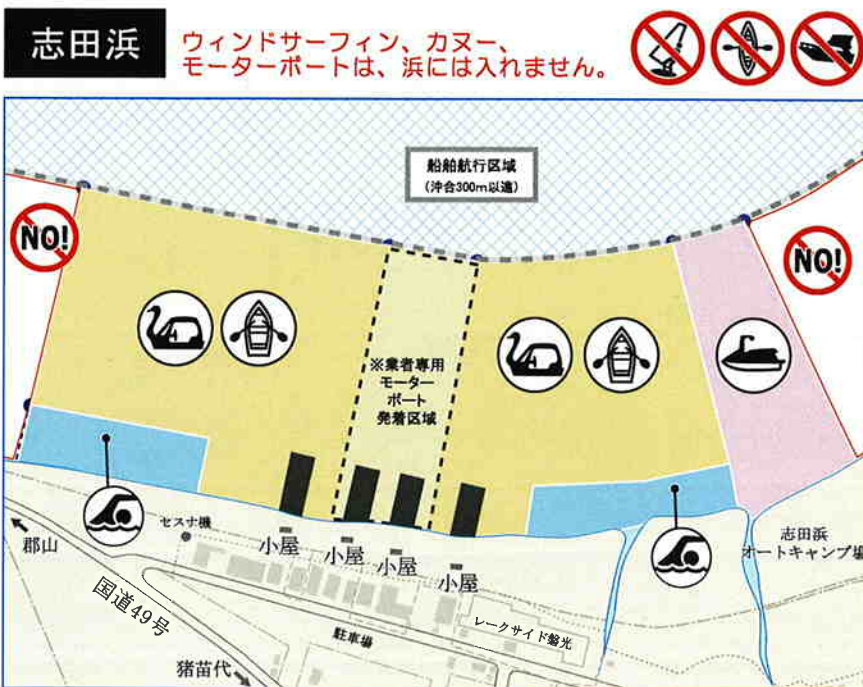 志田浜
ウィンドサーフィン、カヌー、
モーターボートは、浜には入れません。
船舶航行区域
(沖合300m以遠)
NO!
NO!
※業者専用
モーター
ボート
発着区域
セスナ機
郡山
小屋
小屋
小屋
小屋
志田浜
オートキャンプ場
国道49号
駐車場
レークサイド磐光
猪苗代